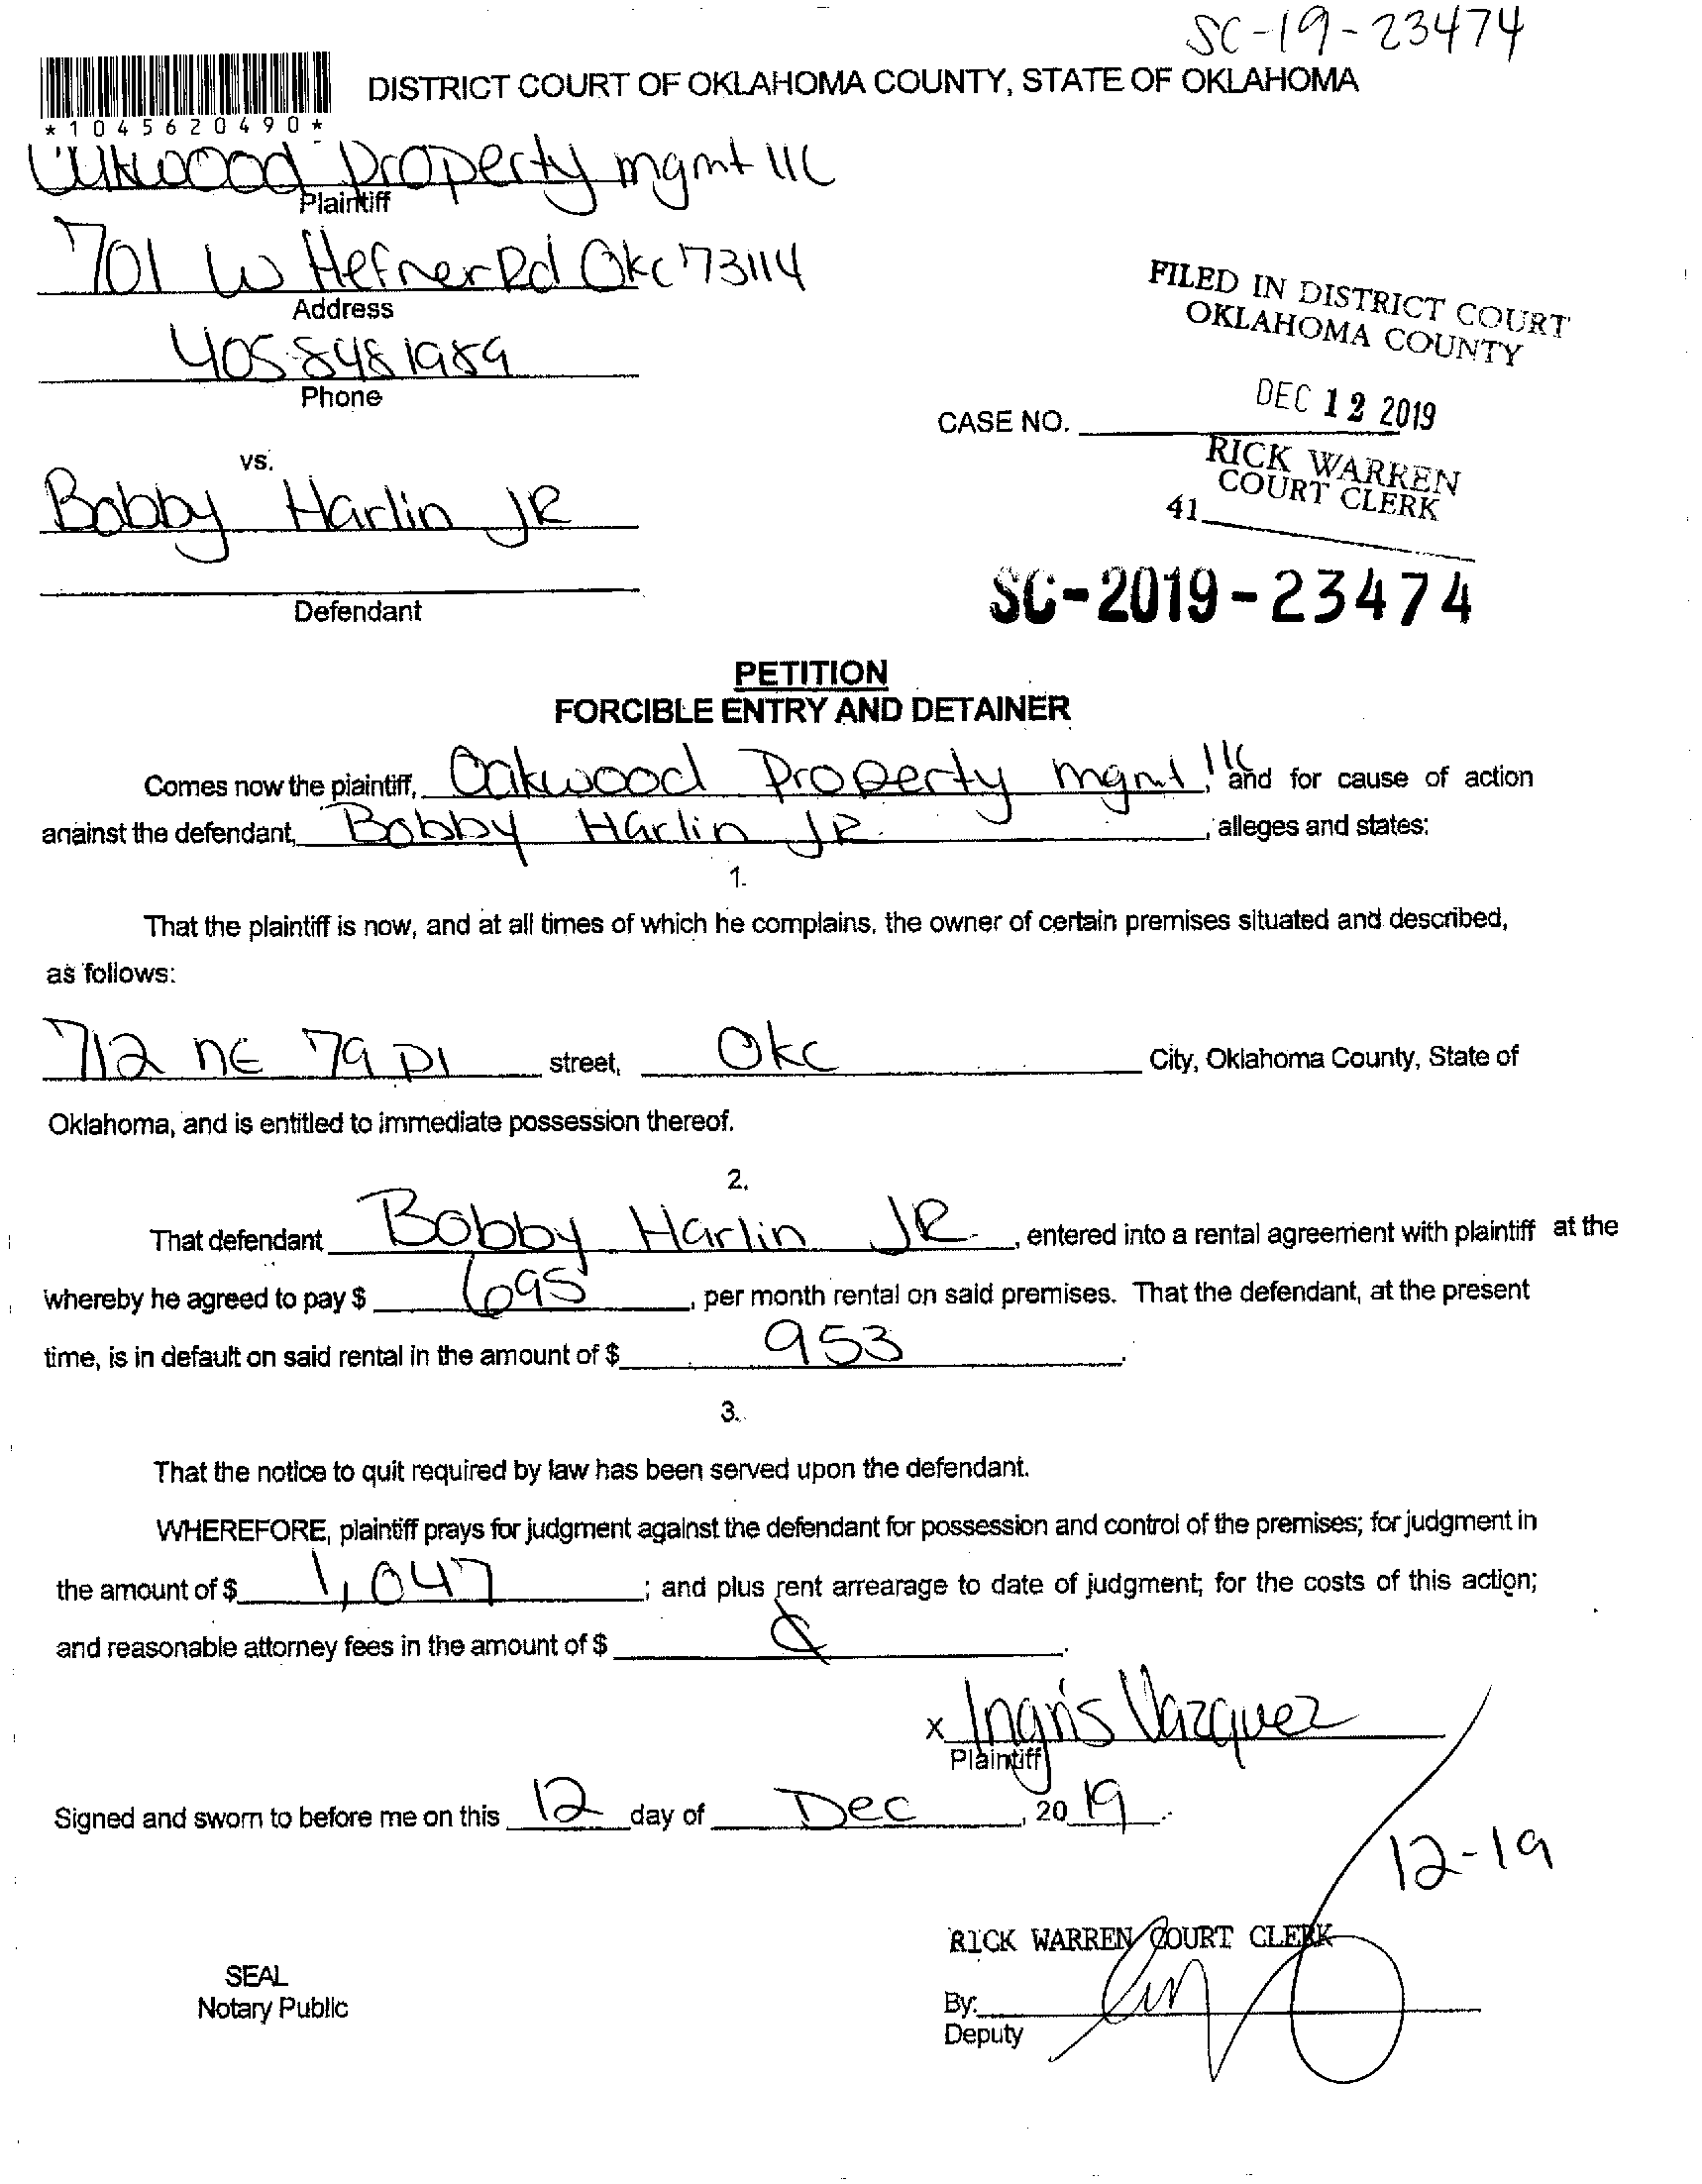 SC-19-23474
DISTRICT COURT OF OKLAHOMA COUNTY, STATE OF OKLAHOMA
*1045620490*
Oakwood Property mgmt llc
Plaintiff
701 W Hefner Rd Okc 73114
Address
405 848 1989
Phone
FILED IN DISTRICT COURT
OKLAHOMA COUNTY
DEC 12 2019
CASE NO.
RICK WARREN
COURT CLERK
41
vs.
Bobby Harlin JR
Defendant
SC-2019-23474
PETITION
FORCIBLE ENTRY AND DETAINER
Comes now the plaintiff, Oakwood Property mgmt llc, and for cause of action
against the defendant, Bobby Harlin JR., alleges and states:
1.
That the plaintiff is now, and at all times of which he complains, the owner of certain premises situated and described,
as follows:
712 NE 79 Pl street, Okc City, Oklahoma County, State of
Oklahoma, and is entitled to immediate possession thereof.
2.
That defendant Bobby Harlin JR, entered into a rental agreement with plaintiff at the
whereby he agreed to pay $ 695, per month rental on said premises. That the defendant, at the present
time, is in default on said rental in the amount of $ 953.
3.
That the notice to quit required by law has been served upon the defendant.
WHEREFORE, plaintiff prays for judgment against the defendant for possession and control of the premises; for judgment in
the amount of $ 1,047; and plus rent arrearage to date of judgment; for the costs of this action;
and reasonable attorney fees in the amount of $
x Ingris Vazquez
Plaintiff
Signed and sworn to before me on this 12 day of Dec, 20 19.
12-19
RICK WARREN COURT CLERK
SEAL
Notary Public
By:
Deputy